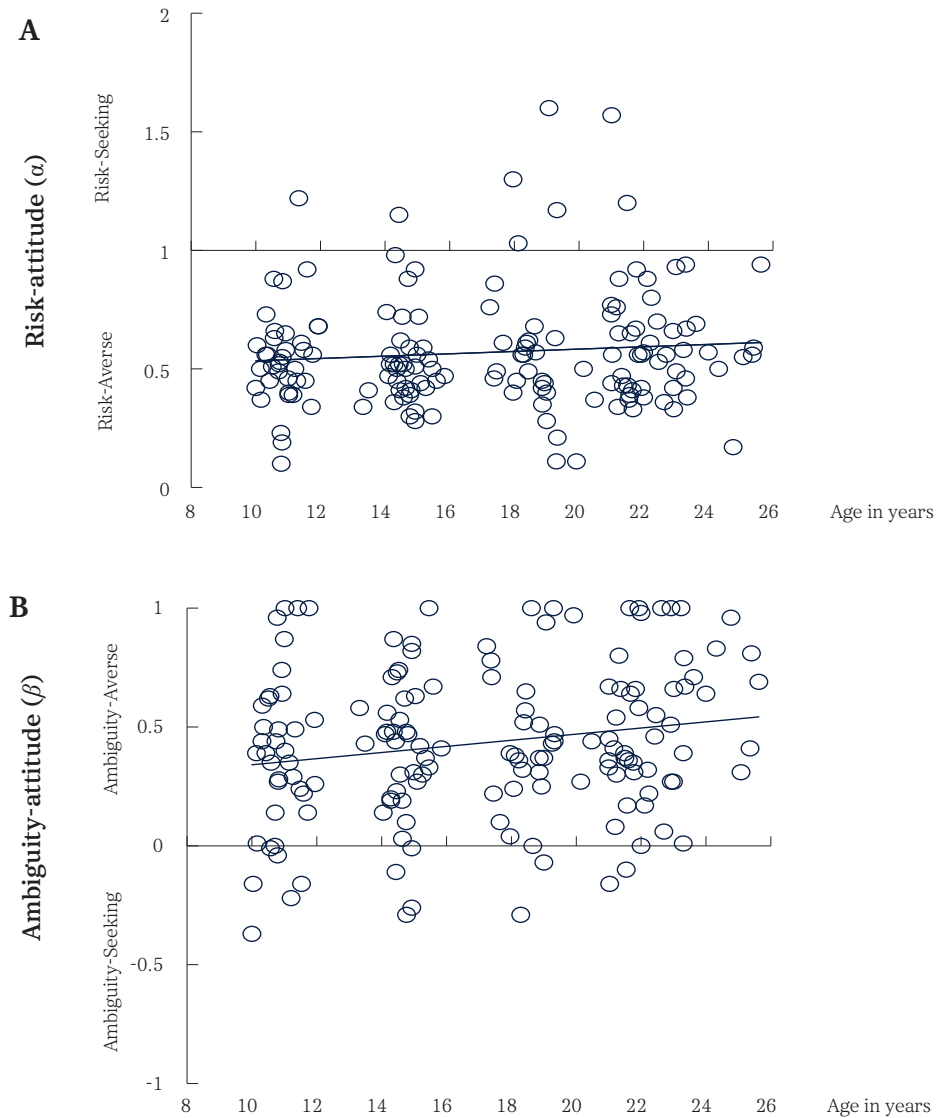 A
Risk-attitude (α)
Risk-Seeking
Risk-Averse
2
1.5
1
0.5
0
8 10 12 14 16 18 20 22 24 26 Age in years
B
Ambiguity-attitude (β)
Ambiguity-Averse
Ambiguity-Seeking
1
0.5
0
-0.5
-1
8 10 12 14 16 18 20 22 24 26 Age in years